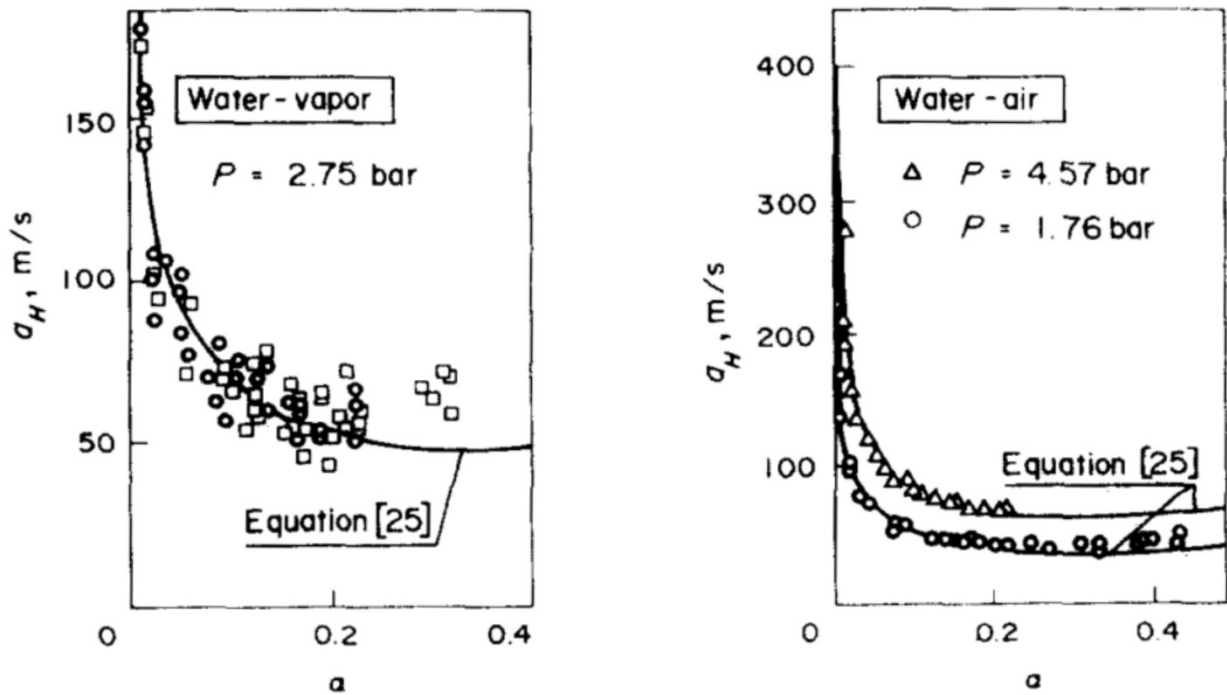 Water-vapor
P = 2.75 bar
150
100
50
0
0.2
0.4
a_H, m/s
α
Equation [25]
Water-air
△ P = 4.57 bar
○ P = 1.76 bar
400
300
200
100
0
0.2
0.4
a_H, m/s
α
Equation [25]